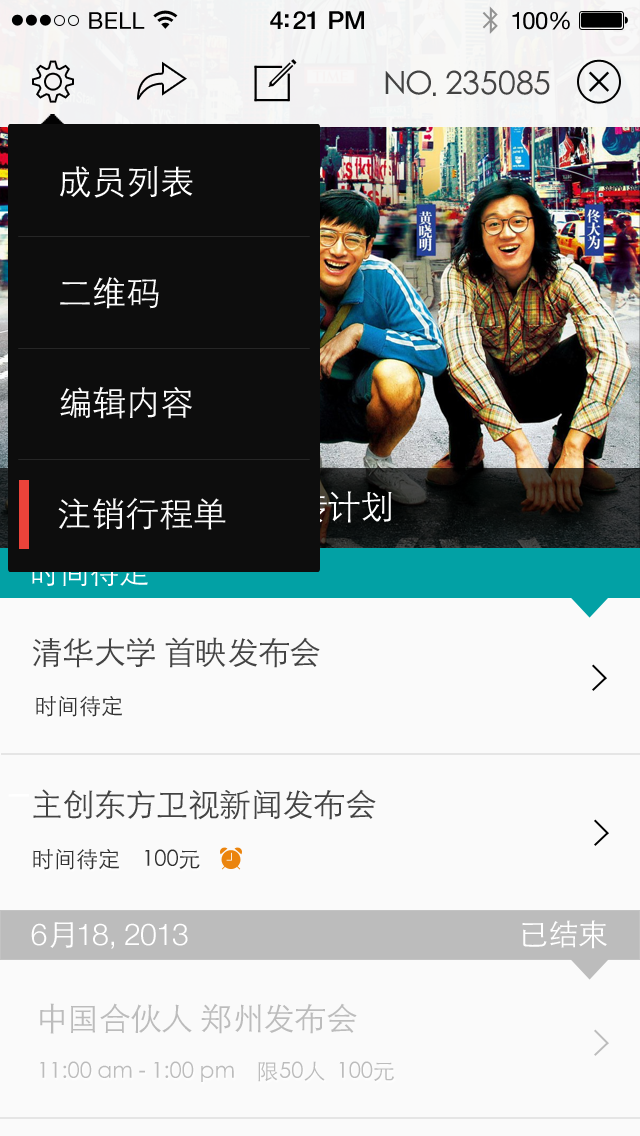 BELL 4:21 PM 100%
NO. 235085
成员列表
二维码
编辑内容
注销行程单
黄晓明
佟大为
计划
时间待定
清华大学 首映发布会
时间待定
主创东方卫视新闻发布会
时间待定 100元
6月18, 2013 已结束
中国合伙人 郑州发布会
11:00 am - 1:00 pm 限50人 100元